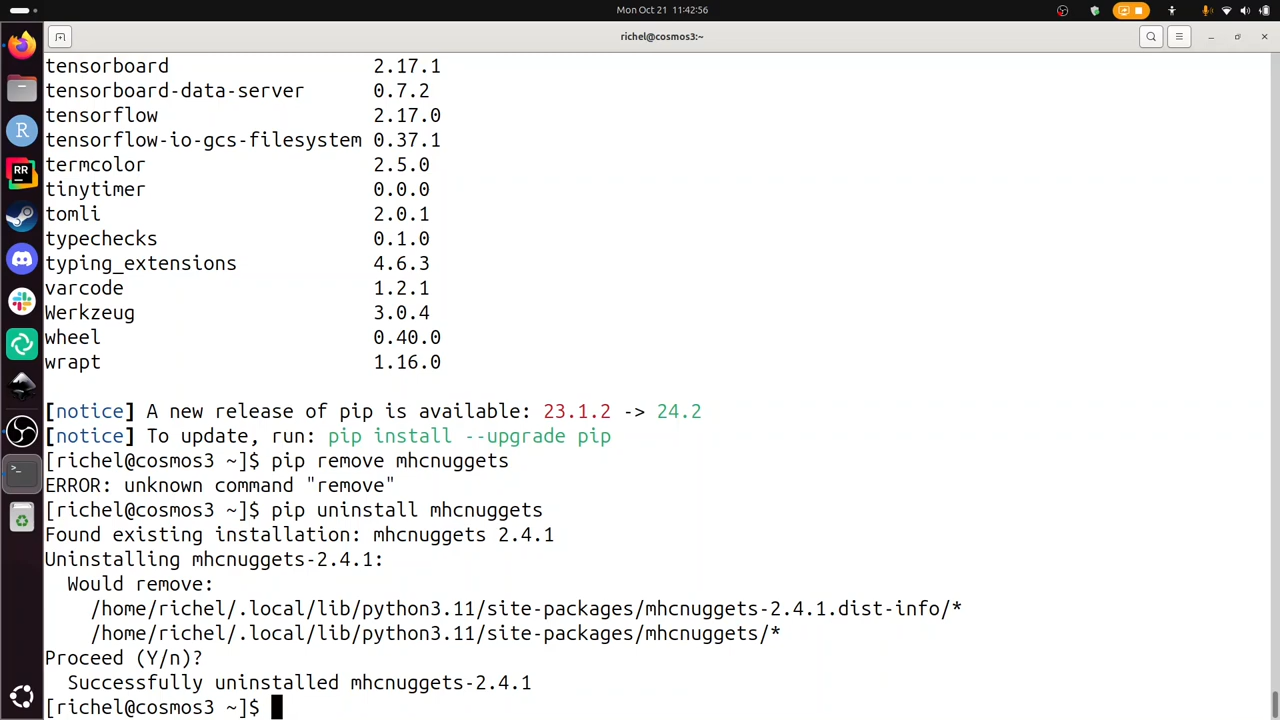 Mon Oct 21 11:42:56
richel@cosmos3:~
tensorboard 2.17.1
tensorboard-data-server 0.7.2
tensorflow 2.17.0
tensorflow-io-gcs-filesystem 0.37.1
termcolor 2.5.0
tinytimer 0.0.0
tomli 2.0.1
typechecks 0.1.0
typing_extensions 4.6.3
varcode 1.2.1
Werkzeug 3.0.4
wheel 0.40.0
wrapt 1.16.0
[notice] A new release of pip is available: 23.1.2 -> 24.2
[notice] To update, run: pip install --upgrade pip
[richel@cosmos3 ~]$ pip remove mhcnuggets
ERROR: unknown command "remove"
[richel@cosmos3 ~]$ pip uninstall mhcnuggets
Found existing installation: mhcnuggets 2.4.1
Uninstalling mhcnuggets-2.4.1:
  Would remove:
    /home/richel/.local/lib/python3.11/site-packages/mhcnuggets-2.4.1.dist-info/*
    /home/richel/.local/lib/python3.11/site-packages/mhcnuggets/*
Proceed (Y/n)?
  Successfully uninstalled mhcnuggets-2.4.1
[richel@cosmos3 ~]$
R
RR
>_